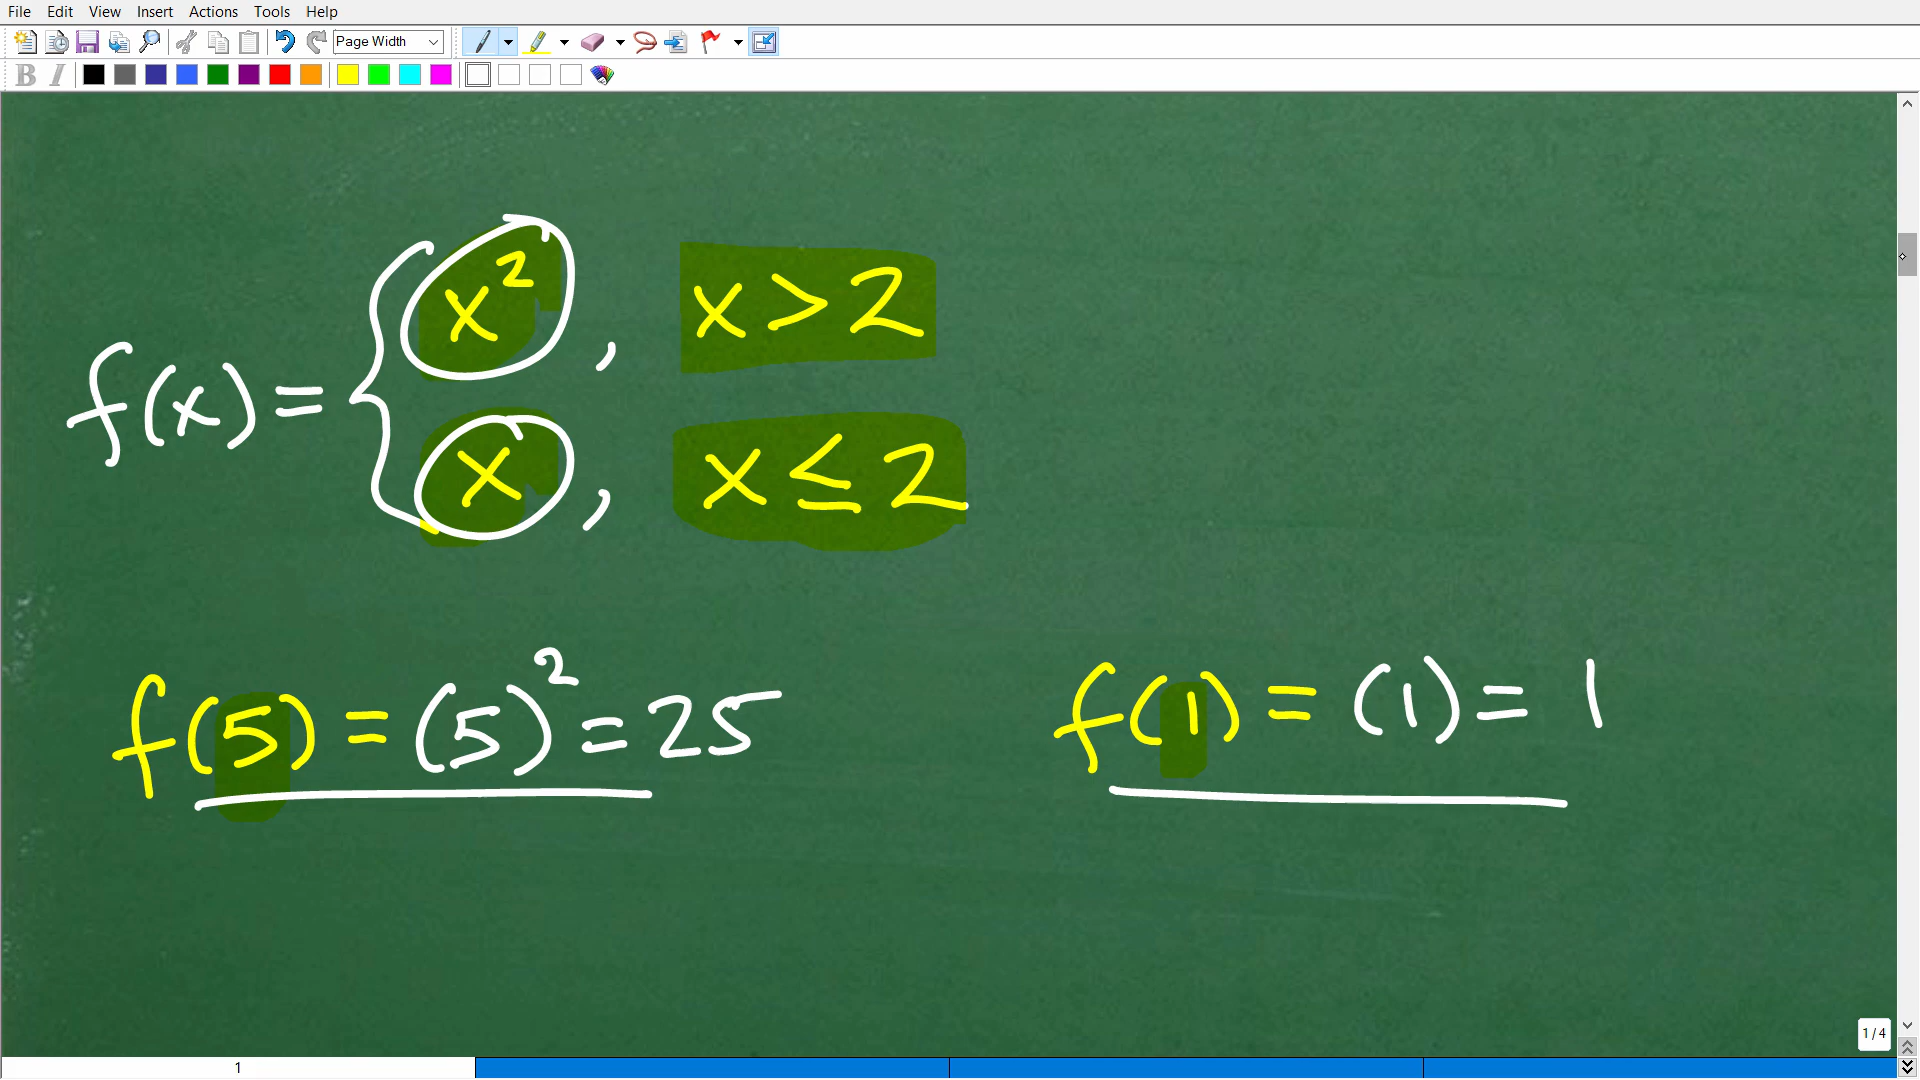 File Edit View Insert Actions Tools Help
Page Width
B I
f(x) = { x², x > 2
x, x ≤ 2
f(5) = (5)² = 25
f(1) = (1) = 1
1 / 4
1